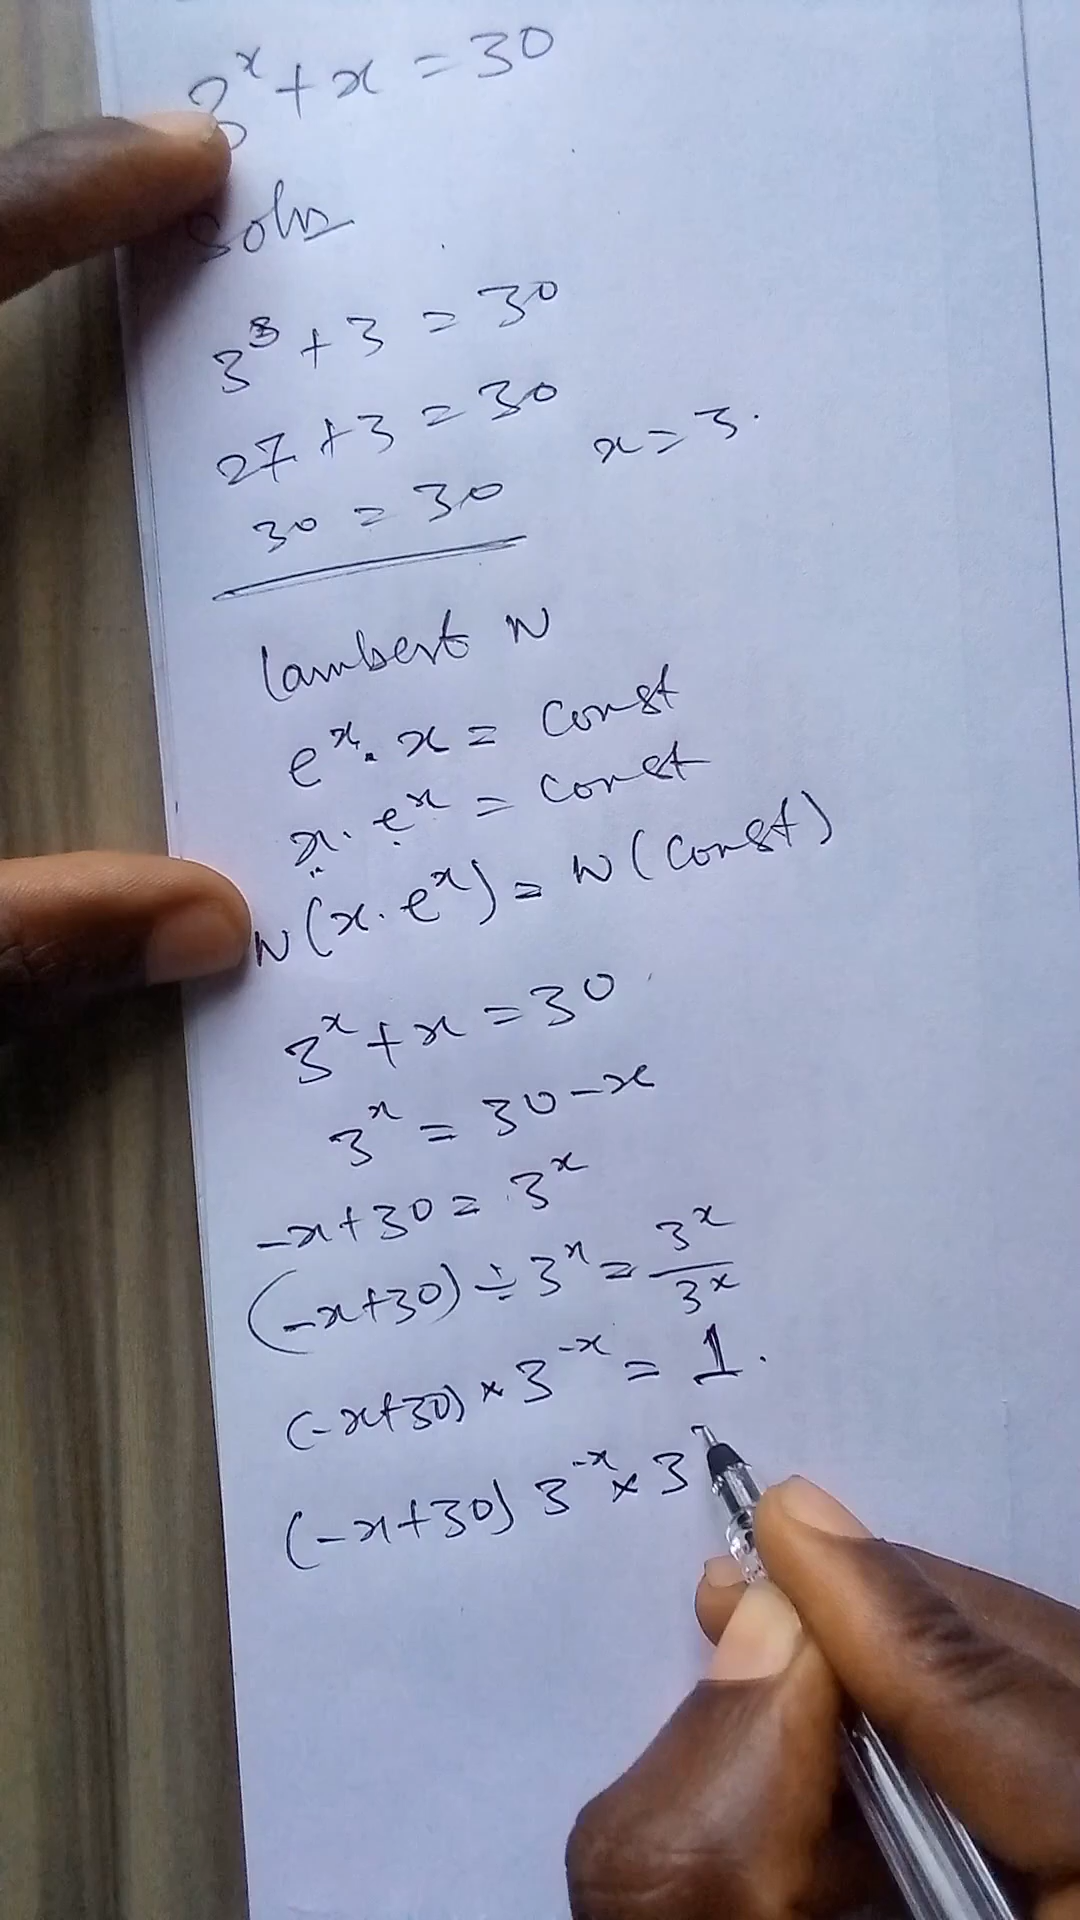 3^x + x = 30
Soln
3^3 + 3 = 30
27 + 3 = 30
x = 3.
30 = 30
Lambert W
e^x . x = const
x . e^x = const
W(x . e^x) = W(const)
3^x + x = 30
3^x = 30 - x
-x + 30 = 3^x
(-x + 30) ÷ 3^x = 3^x / 3^x
(-x + 30) × 3^-x = 1.
(-x + 30) 3^-x × 3